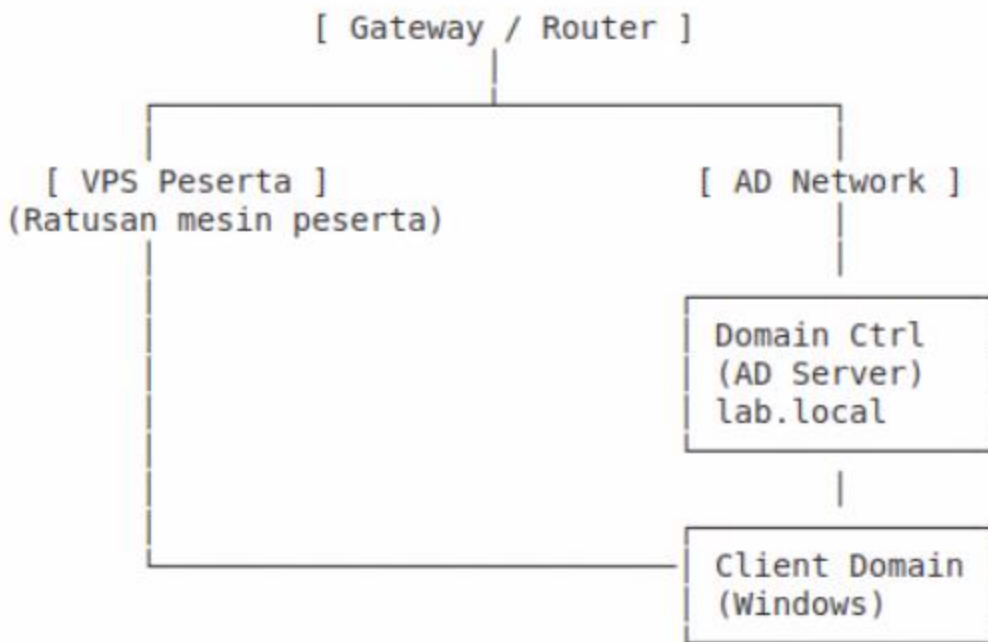 [ Gateway / Router ]
[ VPS Peserta ]
(Ratusan mesin peserta)
[ AD Network ]
Domain Ctrl
(AD Server)
lab.local
Client Domain
(Windows)